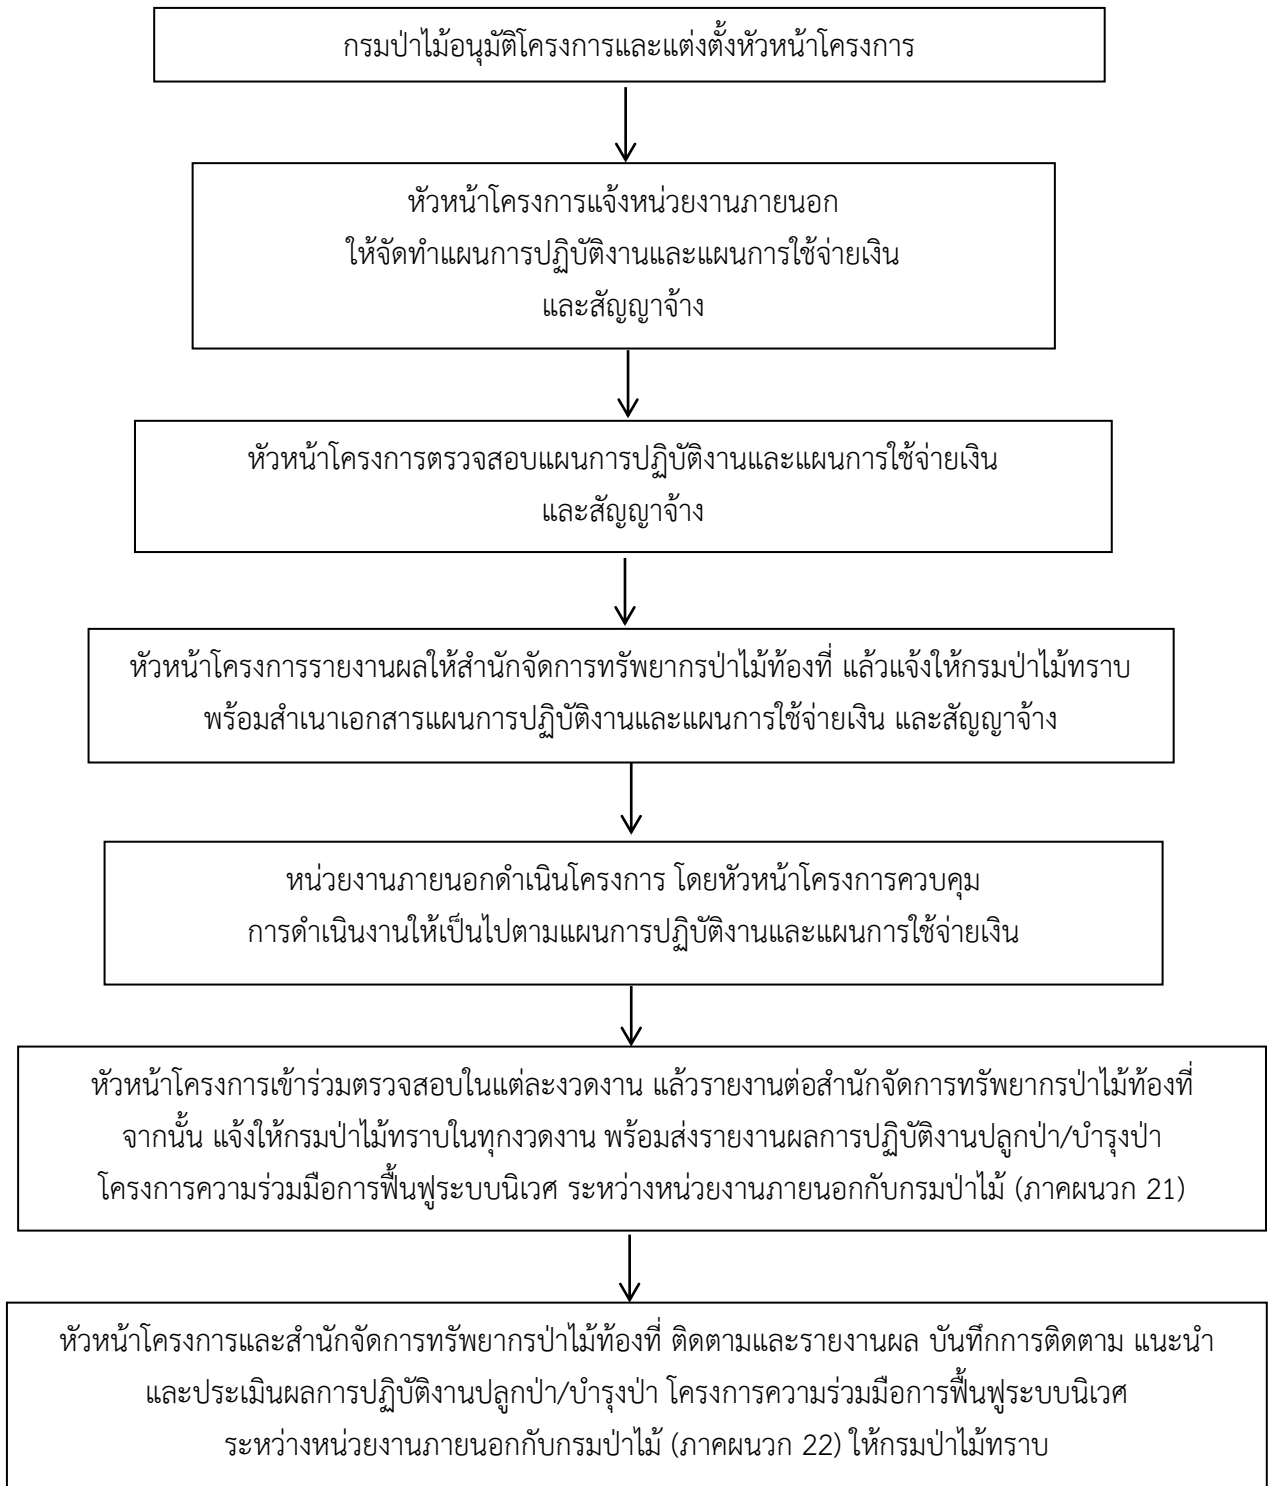 กรมป่าไม้อนุมัติโครงการและแต่งตั้งหัวหน้าโครงการ
หัวหน้าโครงการแจ้งหน่วยงานภายนอก
ให้จัดทำแผนการปฏิบัติงานและแผนการใช้จ่ายเงิน
และสัญญาจ้าง
หัวหน้าโครงการตรวจสอบแผนการปฏิบัติงานและแผนการใช้จ่ายเงิน
และสัญญาจ้าง
หัวหน้าโครงการรายงานผลให้สำนักจัดการทรัพยากรป่าไม้ท้องที่ แล้วแจ้งให้กรมป่าไม้ทราบ
พร้อมสำเนาเอกสารแผนการปฏิบัติงานและแผนการใช้จ่ายเงิน และสัญญาจ้าง
หน่วยงานภายนอกดำเนินโครงการ โดยหัวหน้าโครงการควบคุม
การดำเนินงานให้เป็นไปตามแผนการปฏิบัติงานและแผนการใช้จ่ายเงิน
หัวหน้าโครงการเข้าร่วมตรวจสอบในแต่ละงวดงาน แล้วรายงานต่อสำนักจัดการทรัพยากรป่าไม้ท้องที่
จากนั้น แจ้งให้กรมป่าไม้ทราบในทุกงวดงาน พร้อมส่งรายงานผลการปฏิบัติงานปลูกป่า/บำรุงป่า
โครงการความร่วมมือการฟื้นฟูระบบนิเวศ ระหว่างหน่วยงานภายนอกกับกรมป่าไม้ (ภาคผนวก 21)
หัวหน้าโครงการและสำนักจัดการทรัพยากรป่าไม้ท้องที่ ติดตามและรายงานผล บันทึกการติดตาม แนะนำ
และประเมินผลการปฏิบัติงานปลูกป่า/บำรุงป่า โครงการความร่วมมือการฟื้นฟูระบบนิเวศ
ระหว่างหน่วยงานภายนอกกับกรมป่าไม้ (ภาคผนวก 22) ให้กรมป่าไม้ทราบ